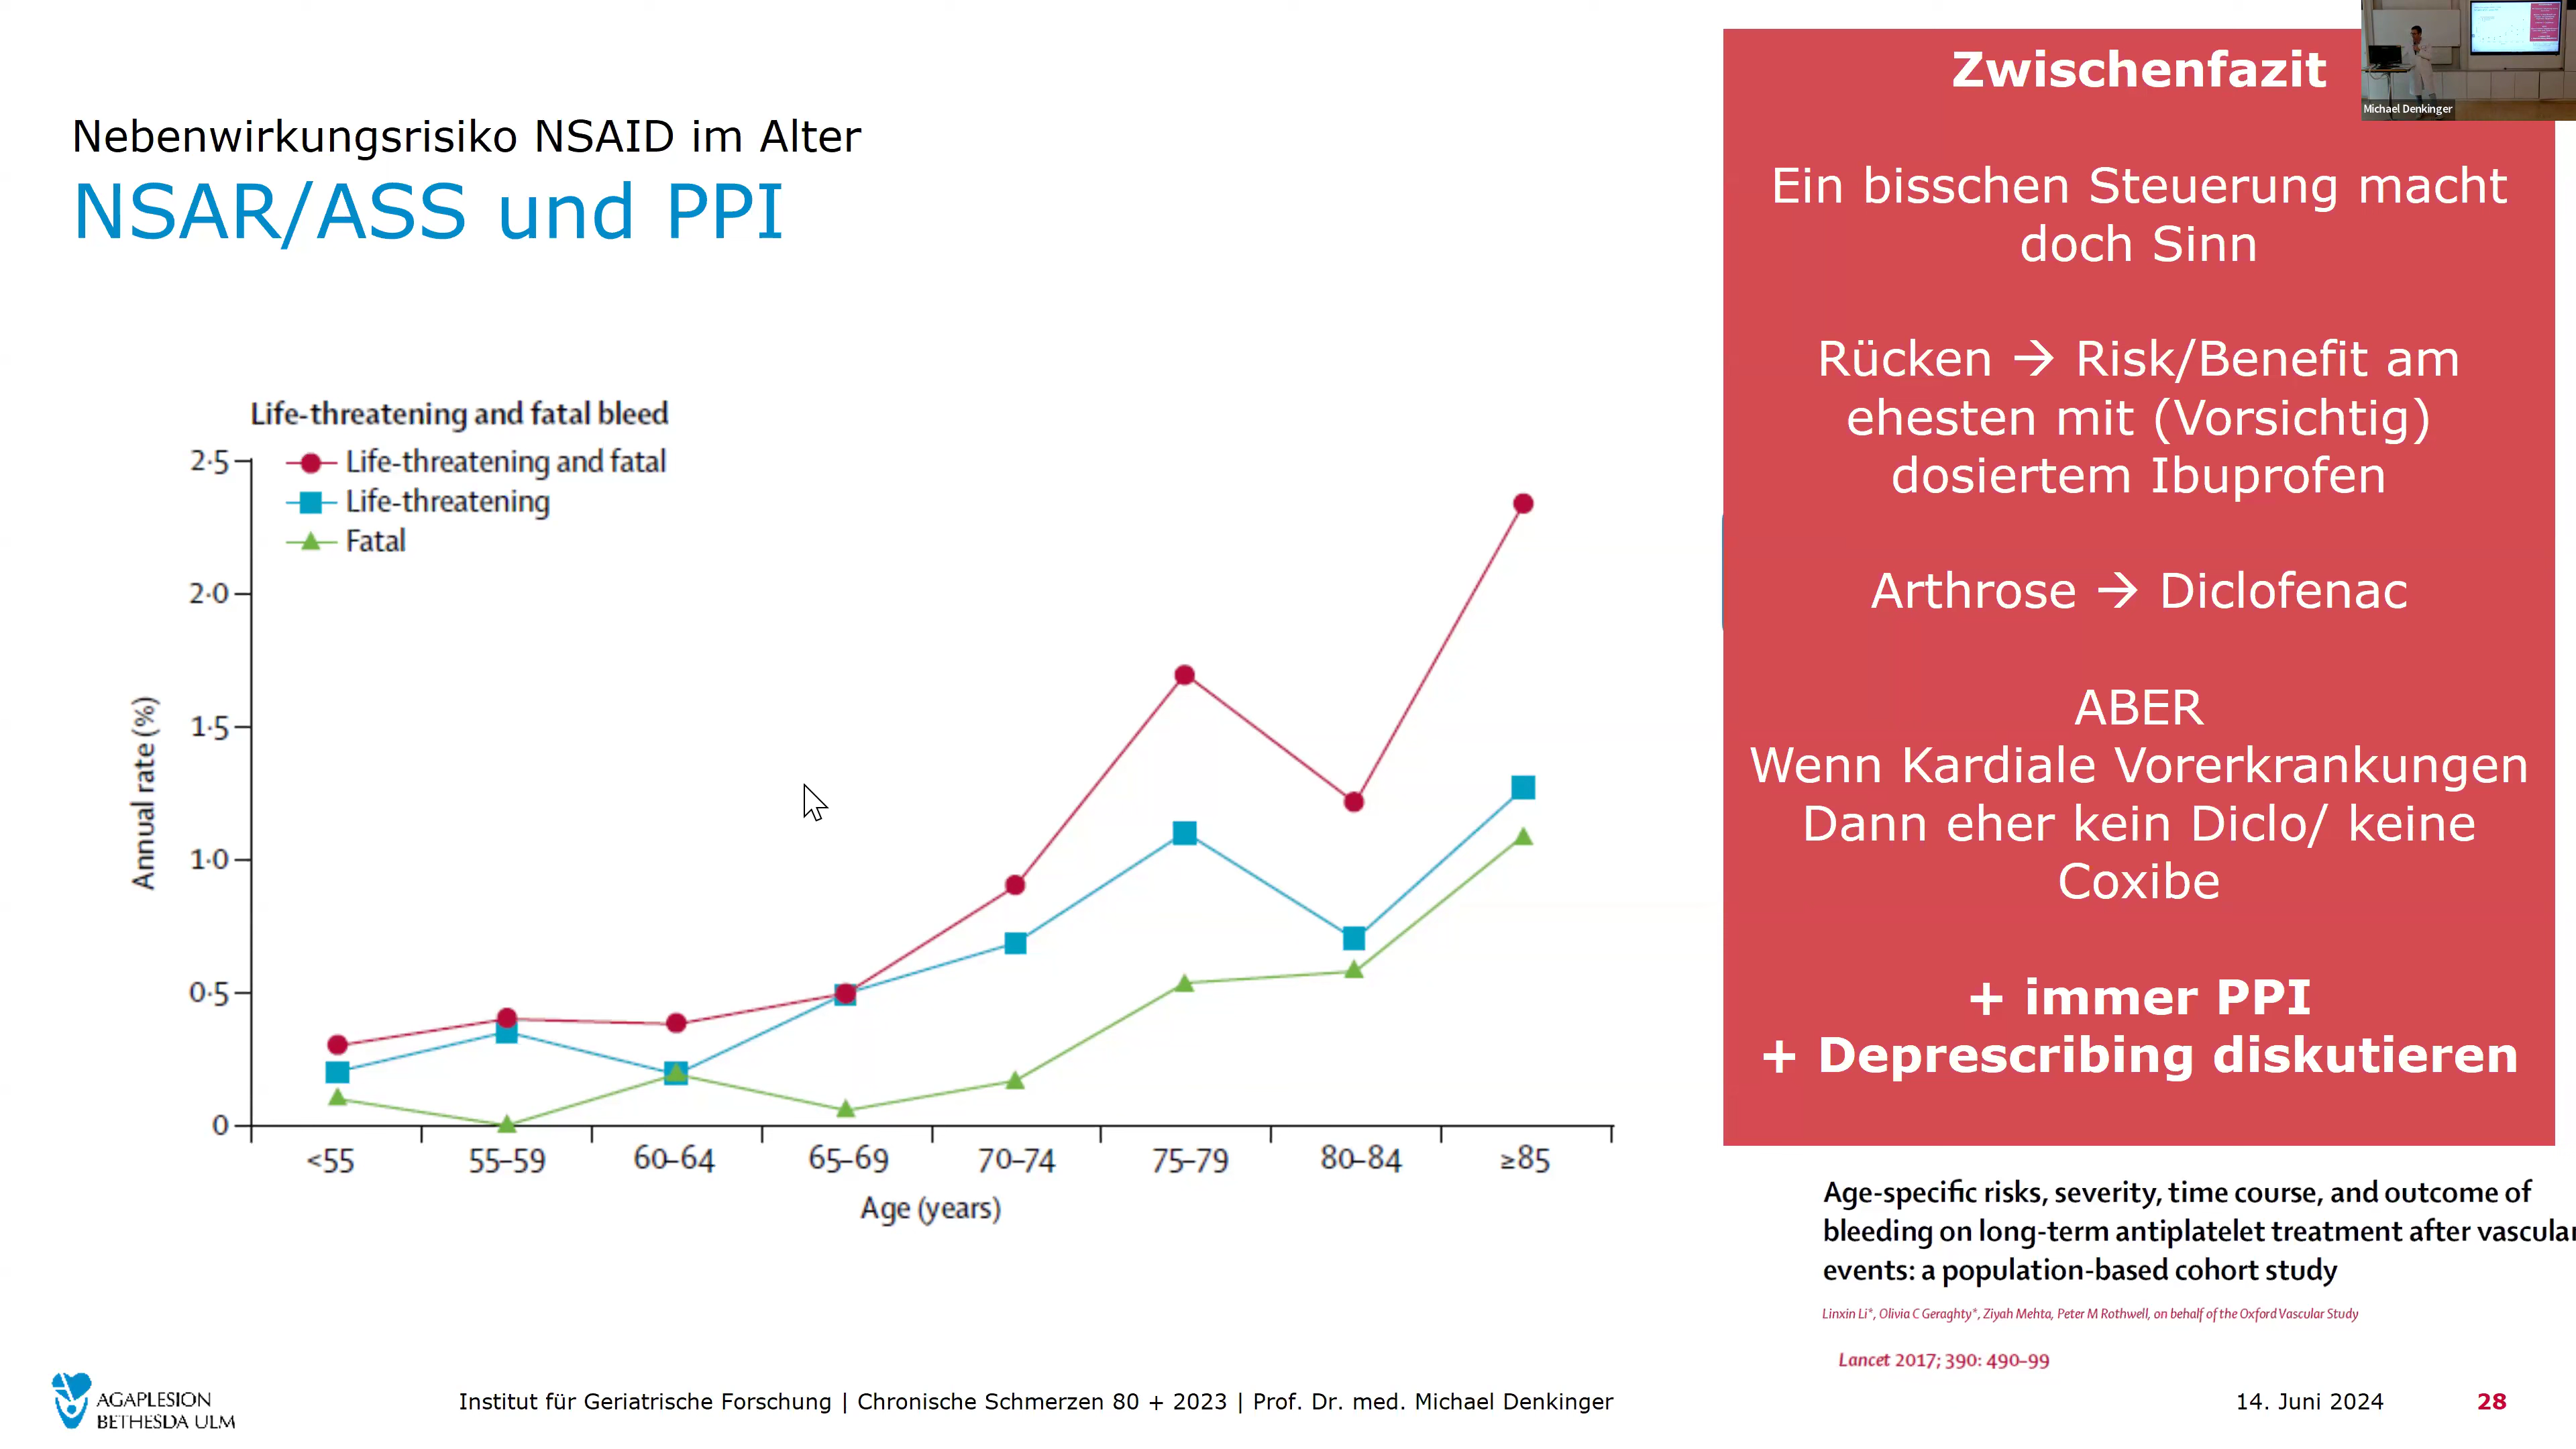 Nebenwirkungsrisiko NSAID im Alter
NSAR/ASS und PPI
Life-threatening and fatal bleed
Life-threatening and fatal
Life-threatening
Fatal
2·5
2·0
1·5
1·0
0·5
0
Annual rate (%)
<55
55–59
60–64
65–69
70–74
75–79
80–84
≥85
Age (years)
Zwischenfazit
Ein bisschen Steuerung macht
doch Sinn
Rücken → Risk/Benefit am
ehesten mit (Vorsichtig)
dosiertem Ibuprofen
Arthrose → Diclofenac
ABER
Wenn Kardiale Vorerkrankungen
Dann eher kein Diclo/ keine
Coxibe
+ immer PPI
+ Deprescribing diskutieren
Michael Denkinger
Age-specific risks, severity, time course, and outcome of
bleeding on long-term antiplatelet treatment after vascular
events: a population-based cohort study
Linxin Li*, Olivia C Geraghty*, Ziyah Mehta, Peter M Rothwell, on behalf of the Oxford Vascular Study
Lancet 2017; 390: 490–99
AGAPLESION
BETHESDA ULM
Institut für Geriatrische Forschung | Chronische Schmerzen 80 + 2023 | Prof. Dr. med. Michael Denkinger
14. Juni 2024
28